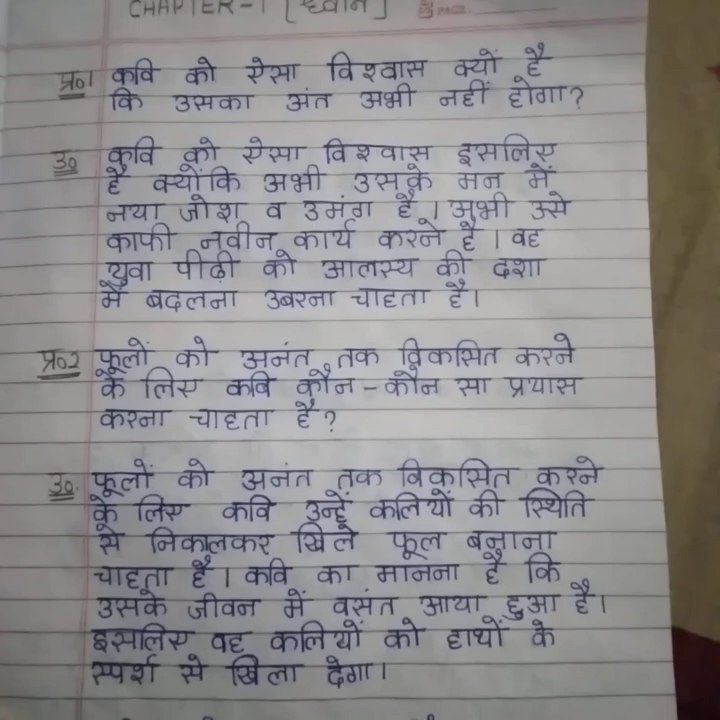 CHAPTER-1 [ध्वनि]
PAGE:
प्र०1 कवि को ऐसा विश्वास क्यों है
कि उसका अंत अभी नहीं होगा?
उ० कवि को ऐसा विश्वास इसलिए
है क्योंकि अभी उसके मन में
नया जोश व उमंग है। अभी उसे
काफी नवीन कार्य करने है। वह
युवा पीढ़ी को आलस्य की दशा
में बदलना उबरना चाहता है।
प्र०2 फूलों को अनंत तक विकसित करने
के लिए कवि कौन-कौन सा प्रयास
करना चाहता है?
उ०. फूलों को अनंत तक विकसित करने
के लिए कवि उन्हें कलियों की स्थिति
से निकालकर खिले फूल बनाना
चाहता है। कवि का मानना है कि
उसके जीवन में वसंत आया हुआ है।
इसलिए वह कलियों को हाथों के
स्पर्श से खिला देगा।